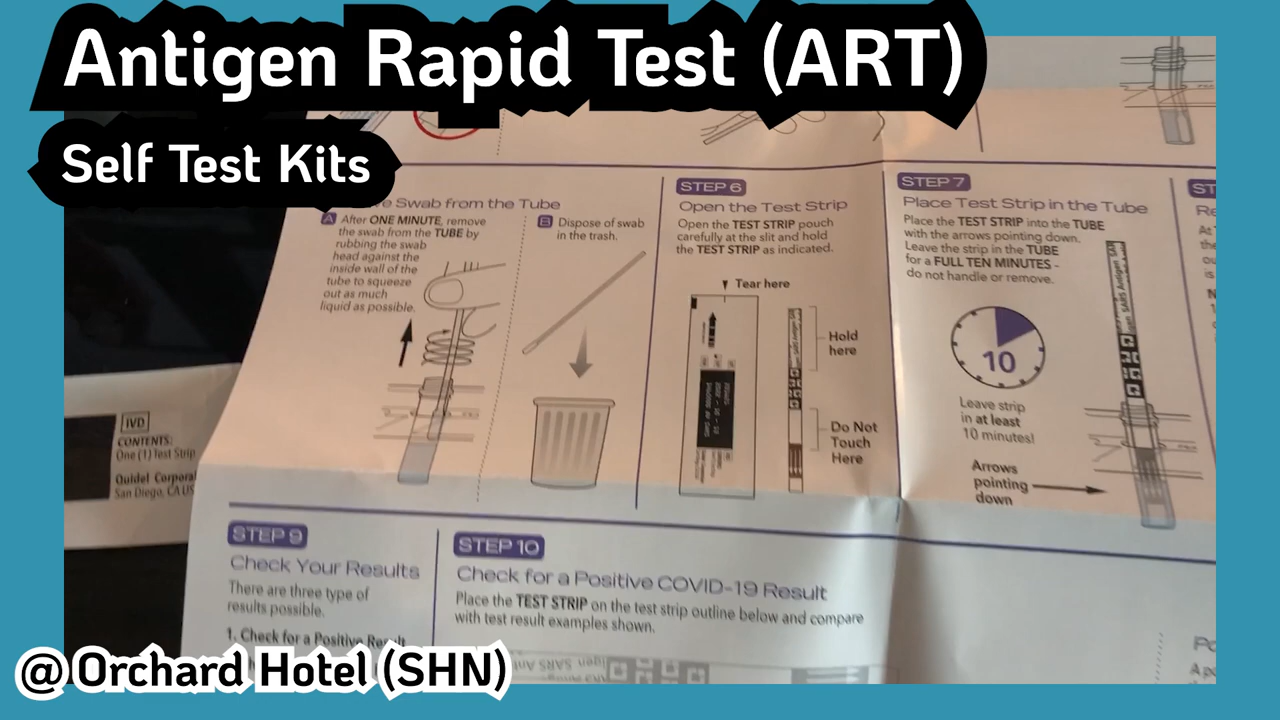 Antigen Rapid Test (ART)
Self Test Kits
Swab from the Tube
A After ONE MINUTE, remove
the swab from the TUBE by
rubbing the swab
head against the
inside wall of the
tube to squeeze
out as much
liquid as possible.
B Dispose of swab
in the trash.
STEP 6
Open the Test Strip
Open the TEST STRIP pouch
carefully at the slit and hold
the TEST STRIP as indicated.
Tear here
Hold
here
Do Not
Touch
Here
STEP 7
Place Test Strip in the Tube
Place the TEST STRIP into the TUBE
with the arrows pointing down.
Leave the strip in the TUBE
for a FULL TEN MINUTES -
do not handle or remove.
10
Leave strip
in at least
10 minutes!
Arrows
pointing
down
IVD
CONTENTS:
One (1) Test Strip
Quidel
San Diego, CA
STEP 9
Check Your Results
There are three type of
results possible.
1. Check for a Positive Result
STEP 10
Check for a Positive COVID-19 Result
Place the TEST STRIP on the test strip outline below and compare
with test result examples shown.
@ Orchard Hotel (SHN)